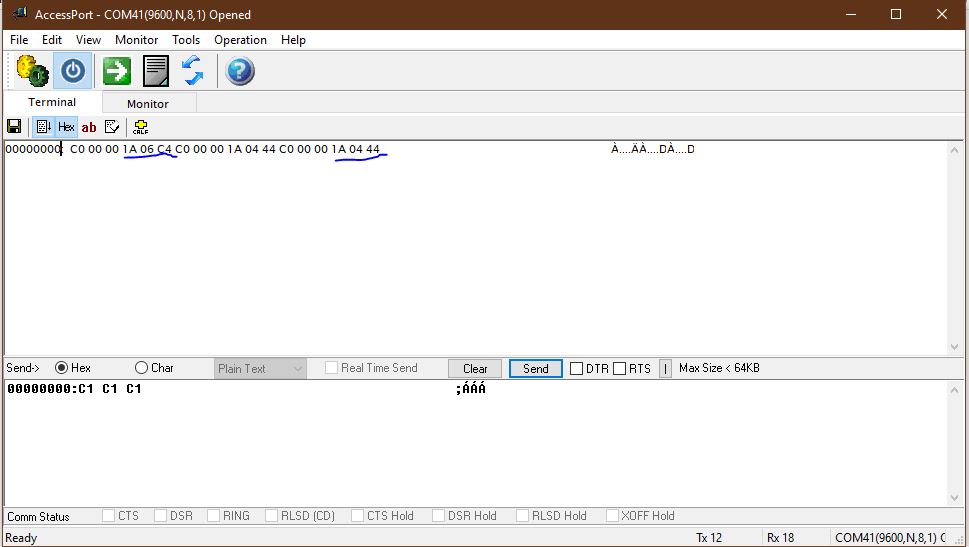 AccessPort - COM41(9600,N,8,1) Opened
File Edit View Monitor Tools Operation Help
Terminal Monitor
Hex ab
00000000: C0 00 00 1A 06 C4 C0 00 00 1A 04 44 C0 00 00 1A 04 44 À....ÄÀ....DÀ....D
Send-> Hex Char Plain Text Real Time Send Clear Send DTR RTS Max Size < 64KB
00000000:C1 C1 C1 ;ÁÁÁ
Comm Status CTS DSR RING RLSD (CD) CTS Hold DSR Hold RLSD Hold XOFF Hold
Ready Tx 12 Rx 18 COM41(9600,N,8,1)